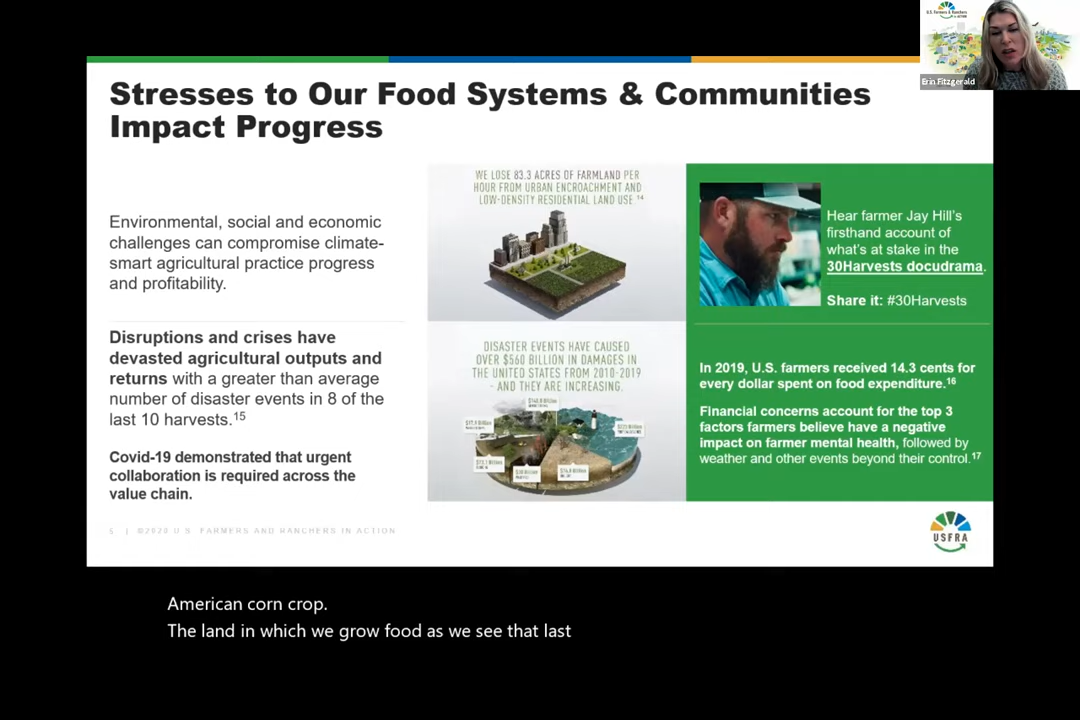 U.S. Farmers & Ranchers
in ACTION
Erin Fitzgerald
Stresses to Our Food Systems & Communities
Impact Progress
Environmental, social and economic
challenges can compromise climate-
smart agricultural practice progress
and profitability.
Disruptions and crises have
devasted agricultural outputs and
returns with a greater than average
number of disaster events in 8 of the
last 10 harvests.15
Covid-19 demonstrated that urgent
collaboration is required across the
value chain.
WE LOSE 83.3 ACRES OF FARMLAND PER
HOUR FROM URBAN ENCROACHMENT AND
LOW-DENSITY RESIDENTIAL LAND USE 14
DISASTER EVENTS HAVE CAUSED
OVER $560 BILLION IN DAMAGES IN
THE UNITED STATES FROM 2010-2019
- AND THEY ARE INCREASING.
Hear farmer Jay Hill's
firsthand account of
what's at stake in the
30Harvests docudrama.
Share it: #30Harvests
In 2019, U.S. farmers received 14.3 cents for
every dollar spent on food expenditure.16
Financial concerns account for the top 3
factors farmers believe have a negative
impact on farmer mental health, followed by
weather and other events beyond their control.17
5 | ©2020 U.S. FARMERS AND RANCHERS IN ACTION
USFRA
American corn crop.
The land in which we grow food as we see that last